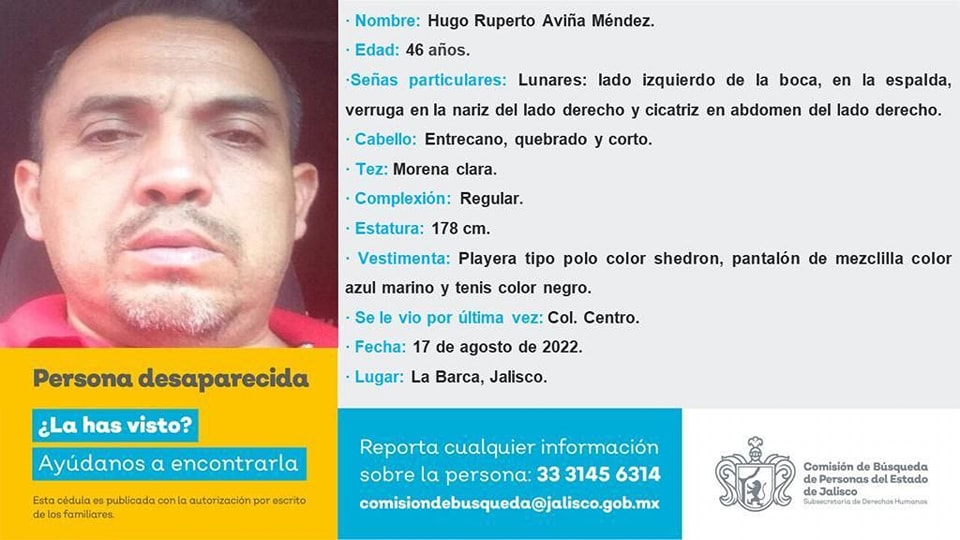 · Nombre: Hugo Ruperto Aviña Méndez.
· Edad: 46 años.
·Señas particulares: Lunares: lado izquierdo de la boca, en la espalda,
verruga en la nariz del lado derecho y cicatriz en abdomen del lado derecho.
· Cabello: Entrecano, quebrado y corto.
· Tez: Morena clara.
· Complexión: Regular.
· Estatura: 178 cm.
· Vestimenta: Playera tipo polo color shedron, pantalón de mezclilla color
azul marino y tenis color negro.
· Se le vio por última vez: Col. Centro.
· Fecha: 17 de agosto de 2022.
· Lugar: La Barca, Jalisco.
Persona desaparecida
¿La has visto?
Ayúdanos a encontrarla
Esta cédula es publicada con la autorización por escrito
de los familiares.
Reporta cualquier información
sobre la persona: 33 3145 6314
comisiondebusqueda@jalisco.gob.mx
Comisión de Búsqueda
de Personas del Estado
de Jalisco
Subsecretaría de Derechos Humanos